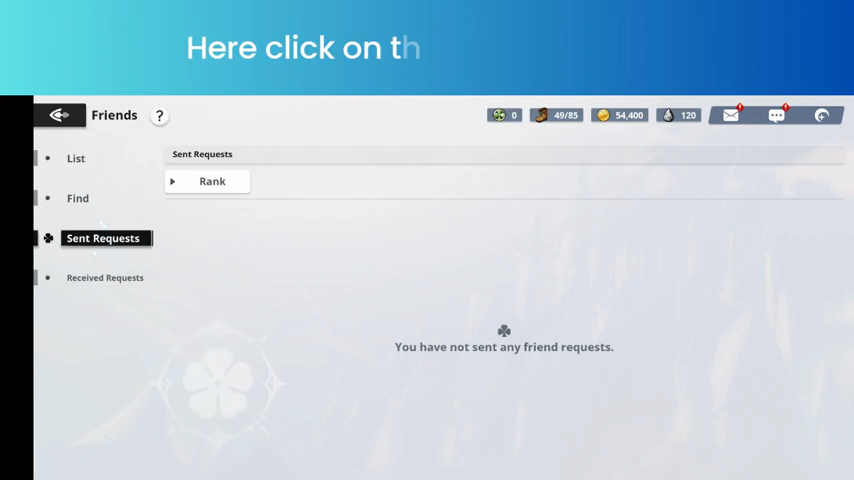 Here click on th
Friends ?
0 49/85 54,400 120
List
Find
Sent Requests
Received Requests
Sent Requests
Rank
You have not sent any friend requests.